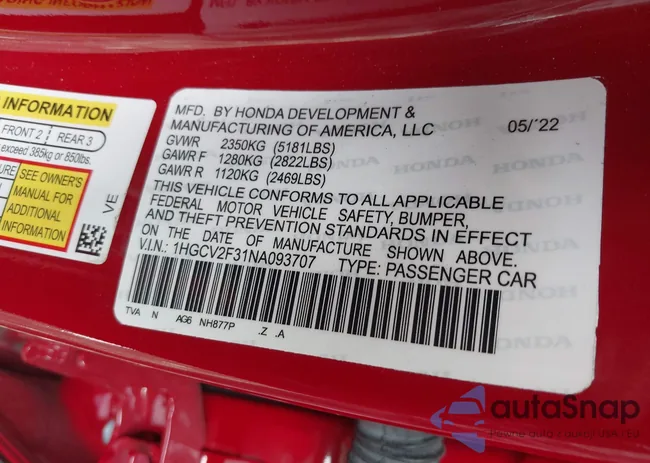 INFORMATION
FRONT 2 REAR 3
exceed 385kg or 850lbs.
SEE OWNER'S
MANUAL FOR
ADDITIONAL
INFORMATION
VE
MFD. BY HONDA DEVELOPMENT &
MANUFACTURING OF AMERICA, LLC 05/'22
GVWR 2350KG (5181LBS)
GAWR F 1280KG (2822LBS)
GAWR R 1120KG (2469LBS)
THIS VEHICLE CONFORMS TO ALL APPLICABLE
FEDERAL MOTOR VEHICLE SAFETY, BUMPER,
AND THEFT PREVENTION STANDARDS IN EFFECT
ON THE DATE OF MANUFACTURE SHOWN ABOVE.
V.I.N.: 1HGCV2F31NA093707 TYPE: PASSENGER CAR
TVA N AG6 NH877P .Z .A
HONDA
autoSnap